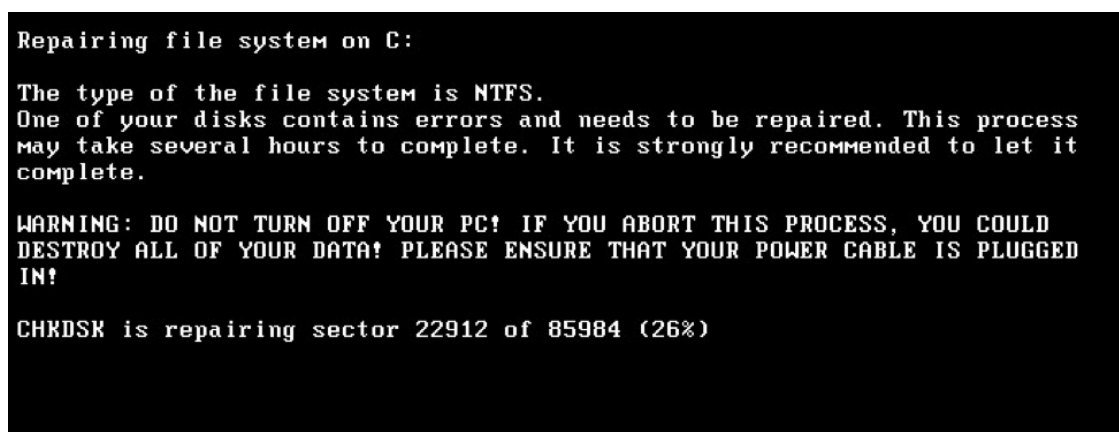 Repairing file system on C:
The type of the file system is NTFS.
One of your disks contains errors and needs to be repaired. This process
may take several hours to complete. It is strongly recommended to let it
complete.
WARNING: DO NOT TURN OFF YOUR PC! IF YOU ABORT THIS PROCESS, YOU COULD
DESTROY ALL OF YOUR DATA! PLEASE ENSURE THAT YOUR POWER CABLE IS PLUGGED
IN!
CHKDSK is repairing sector 22912 of 85984 (26%)